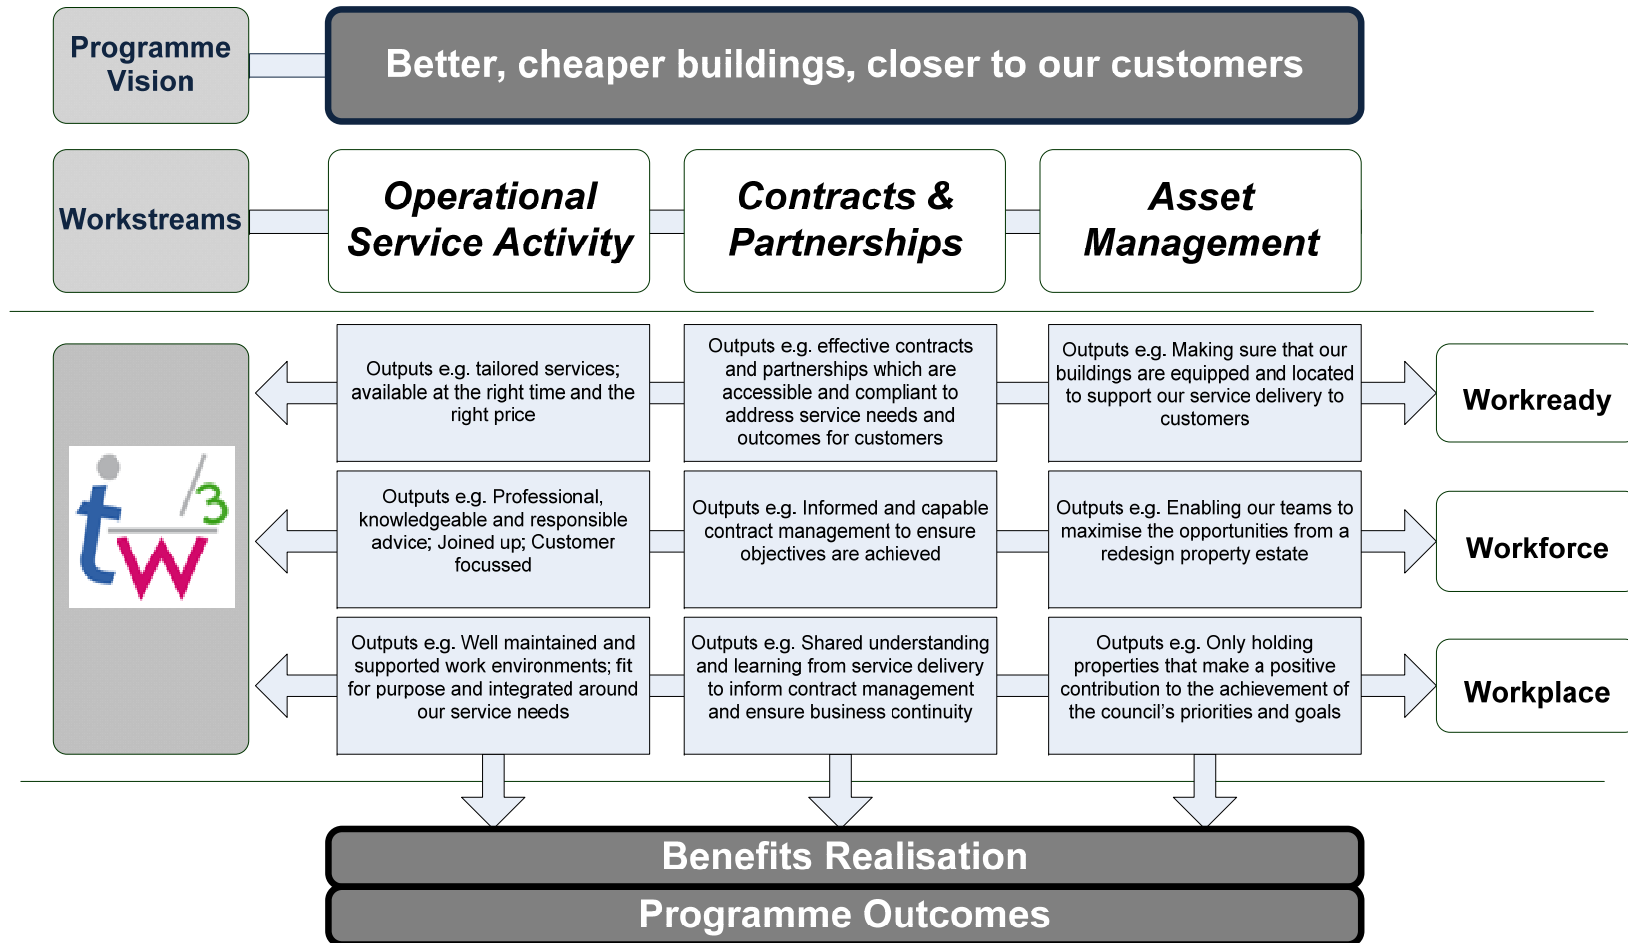 Programme
Vision
Better, cheaper buildings, closer to our customers
Workstreams
Operational
Service Activity
Contracts &
Partnerships
Asset
Management
Outputs e.g. tailored services;
available at the right time and the
right price
Outputs e.g. effective contracts
and partnerships which are
accessible and compliant to
address service needs and
outcomes for customers
Outputs e.g. Making sure that our
buildings are equipped and located
to support our service delivery to
customers
Workready
itw/3
Outputs e.g. Professional,
knowledgeable and responsible
advice; Joined up; Customer
focussed
Outputs e.g. Informed and capable
contract management to ensure
objectives are achieved
Outputs e.g. Enabling our teams to
maximise the opportunities from a
redesign property estate
Workforce
Outputs e.g. Well maintained and
supported work environments; fit
for purpose and integrated around
our service needs
Outputs e.g. Shared understanding
and learning from service delivery
to inform contract management
and ensure business continuity
Outputs e.g. Only holding
properties that make a positive
contribution to the achievement of
the council’s priorities and goals
Workplace
Benefits Realisation
Programme Outcomes